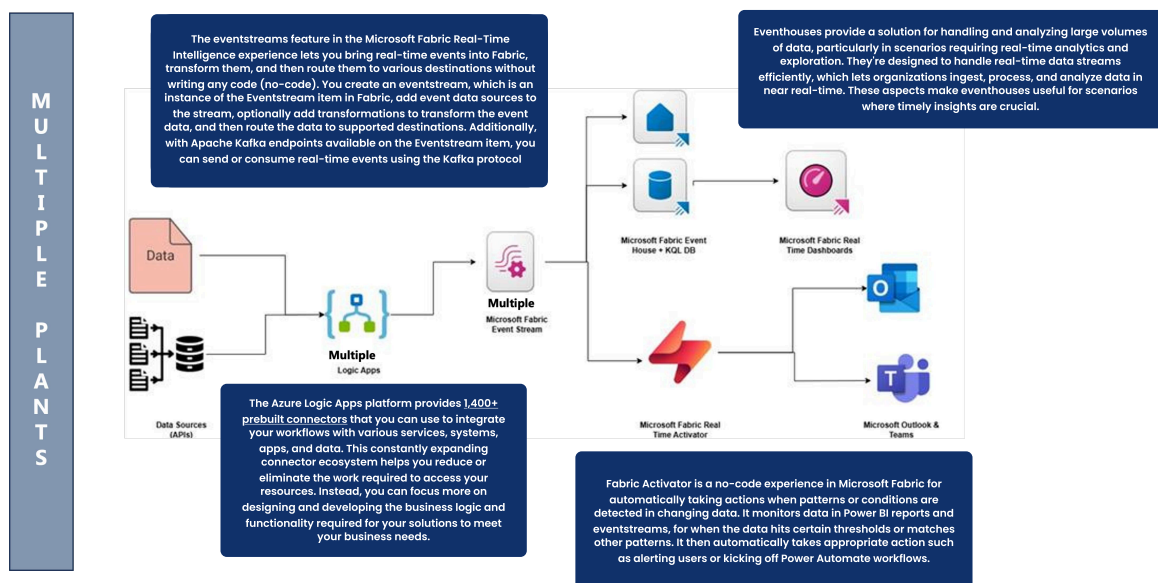 MULTIPLE PLANTS
The eventstreams feature in the Microsoft Fabric Real-Time
Intelligence experience lets you bring real-time events into Fabric,
transform them, and then route them to various destinations without
writing any code (no-code). You create an eventstream, which is an
instance of the Eventstream item in Fabric, add event data sources to
the stream, optionally add transformations to transform the event
data, and then route the data to supported destinations. Additionally,
with Apache Kafka endpoints available on the Eventstream item, you
can send or consume real-time events using the Kafka protocol
Eventhouses provide a solution for handling and analyzing large volumes
of data, particularly in scenarios requiring real-time analytics and
exploration. They're designed to handle real-time data streams
efficiently, which lets organizations ingest, process, and analyze data in
near real-time. These aspects make eventhouses useful for scenarios
where timely insights are crucial.
Data
Data Sources
(APIs)
Multiple
Logic Apps
Multiple
Microsoft Fabric
Event Stream
Microsoft Fabric Event
House + KQL DB
Microsoft Fabric Real
Time Dashboards
Microsoft Fabric Real
Time Activator
O
T
Microsoft Outlook &
Teams
The Azure Logic Apps platform provides 1,400+
prebuilt connectors that you can use to integrate
your workflows with various services, systems,
apps, and data. This constantly expanding
connector ecosystem helps you reduce or
eliminate the work required to access your
resources. Instead, you can focus more on
designing and developing the business logic and
functionality required for your solutions to meet
your business needs.
Fabric Activator is a no-code experience in Microsoft Fabric for
automatically taking actions when patterns or conditions are
detected in changing data. It monitors data in Power BI reports and
eventstreams, for when the data hits certain thresholds or matches
other patterns. It then automatically takes appropriate action such
as alerting users or kicking off Power Automate workflows.